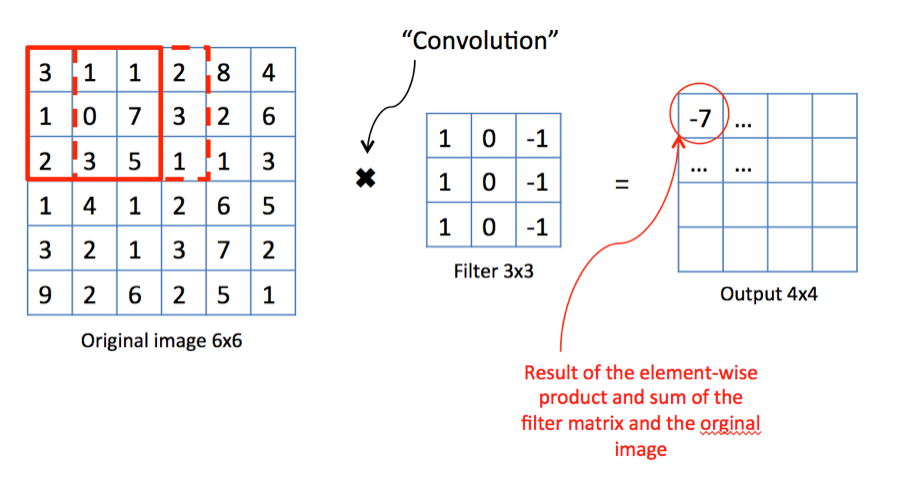 “Convolution”
3 1 1 2 8 4
1 0 7 3 2 6
2 3 5 1 1 3
1 4 1 2 6 5
3 2 1 3 7 2
9 2 6 2 5 1
Original image 6x6
✖
1 0 -1
1 0 -1
1 0 -1
Filter 3x3
=
-7 ...
... ...
Output 4x4
Result of the element-wise
product and sum of the
filter matrix and the orginal
image